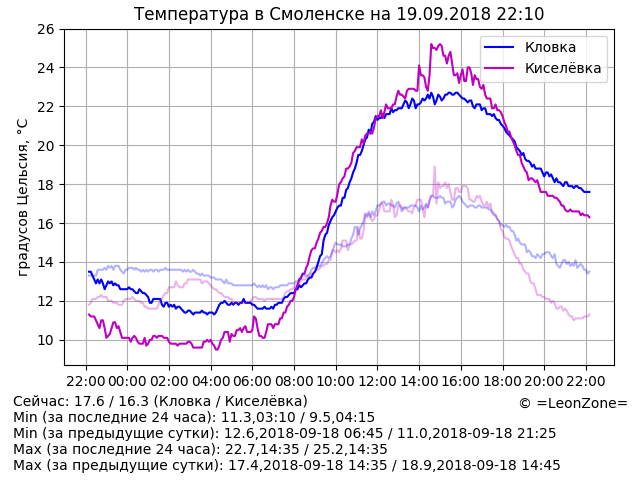 Температура в Смоленске на 19.09.2018 22:10
градусов Цельсия, °C
26
24
22
20
18
16
14
12
10
Кловка
Киселёвка
22:00 00:00 02:00 04:00 06:00 08:00 10:00 12:00 14:00 16:00 18:00 20:00 22:00
Сейчас: 17.6 / 16.3 (Кловка / Киселёвка)
© =LeonZone=
Min (за последние 24 часа): 11.3,03:10 / 9.5,04:15
Min (за предыдущие сутки): 12.6,2018-09-18 06:45 / 11.0,2018-09-18 21:25
Max (за последние 24 часа): 22.7,14:35 / 25.2,14:35
Max (за предыдущие сутки): 17.4,2018-09-18 14:35 / 18.9,2018-09-18 14:45